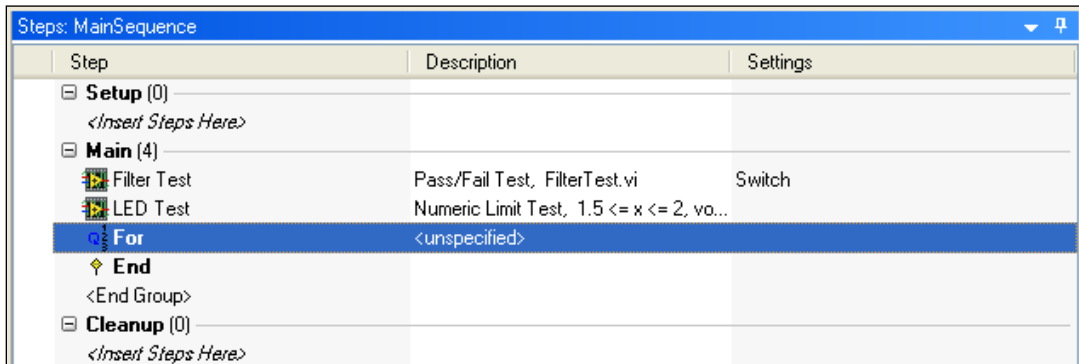 Steps: MainSequence
Step Description Settings
Setup (0)
<Insert Steps Here>
Main (4)
Filter Test Pass/Fail Test, FilterTest.vi Switch
LED Test Numeric Limit Test, 1.5 <= x <= 2, vo...
For <unspecified>
End
<End Group>
Cleanup (0)
<Insert Steps Here>